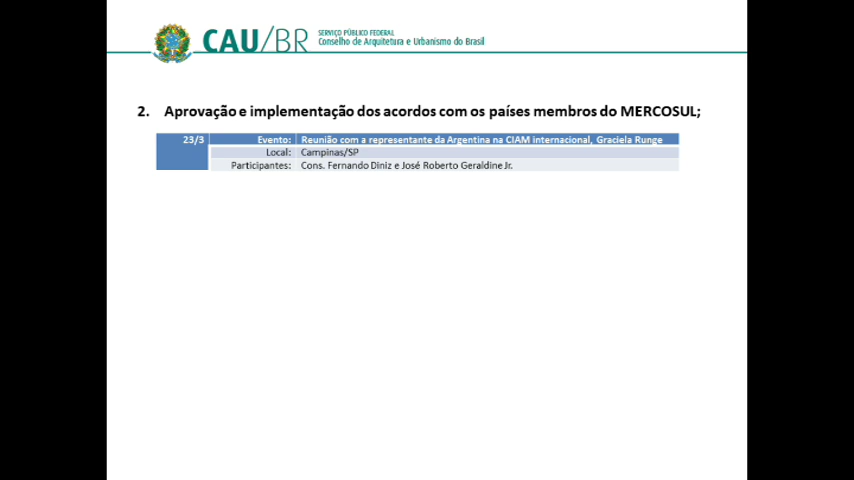 CAU/BR
SERVIÇO PÚBLICO FEDERAL
Conselho de Arquitetura e Urbanismo do Brasil
2. Aprovação e implementação dos acordos com os países membros do MERCOSUL;
23/3 Evento: Reunião com a representante da Argentina na CIAM internacional, Graciela Runge
Local: Campinas/SP
Participantes: Cons. Fernando Diniz e José Roberto Geraldine Jr.